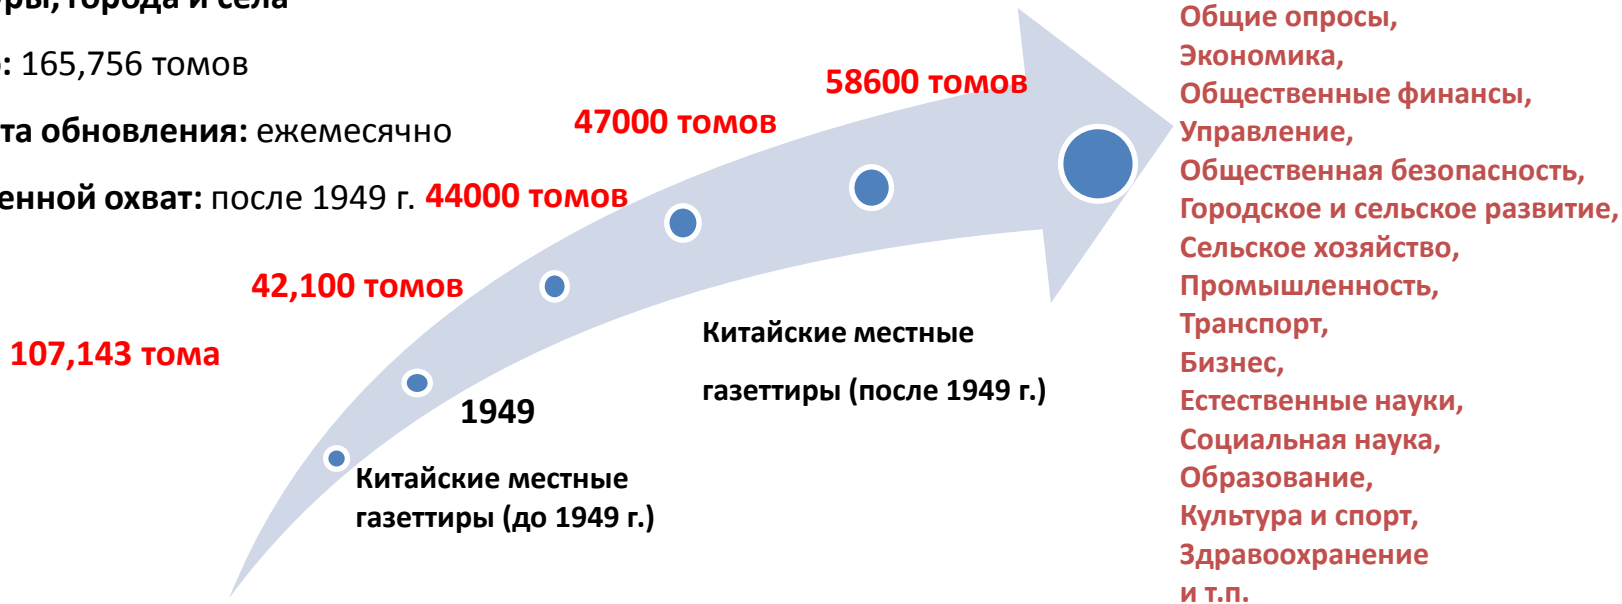 города и села
165,756 томов
обновления: ежемесячно
охват: после 1949 г.
107,143 тома
42,100 томов
44000 томов
47000 томов
58600 томов
1949
Китайские местные
газеттиры (до 1949 г.)
Китайские местные
газеттиры (после 1949 г.)
Общие опросы,
Экономика,
Общественные финансы,
Управление,
Общественная безопасность,
Городское и сельское развитие,
Сельское хозяйство,
Промышленность,
Транспорт,
Бизнес,
Естественные науки,
Социальная наука,
Образование,
Культура и спорт,
Здравоохранение
и т.п.